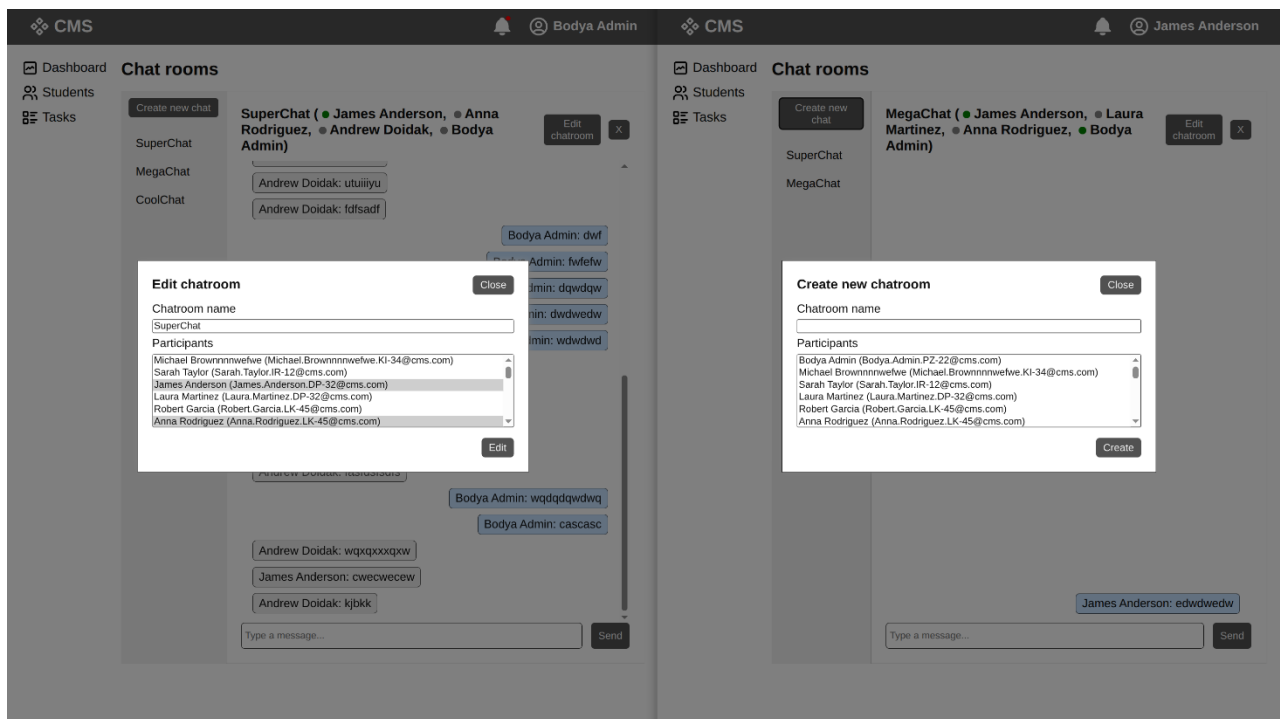 CMS
Bodya Admin
Dashboard
Students
Tasks
Chat rooms
Create new chat
SuperChat
MegaChat
CoolChat
SuperChat ( James Anderson, Anna
Rodriguez, Andrew Doidak, Bodya
Admin)
Edit
chatroom
X
Andrew Doidak: utuiiiyu
Andrew Doidak: fdfsadf
Bodya Admin: dwf
Admin: fwfefw
dmin: dqwdqw
min: dwdwedw
dmin: wdwdwd
Edit chatroom
Close
Chatroom name
SuperChat
Participants
Michael Brownnnnwefwe (Michael.Brownnnnwefwe.KI-34@cms.com)
Sarah Taylor (Sarah.Taylor.IR-12@cms.com)
James Anderson (James.Anderson.DP-32@cms.com)
Laura Martinez (Laura.Martinez.DP-32@cms.com)
Robert Garcia (Robert.Garcia.LK-45@cms.com)
Anna Rodriguez (Anna.Rodriguez.LK-45@cms.com)
Edit
Bodya Admin: wqdqdqwdwq
Bodya Admin: cascasc
Andrew Doidak: wqxqxxxqxw
James Anderson: cwecwecew
Andrew Doidak: kjbkk
Type a message...
Send
CMS
James Anderson
Dashboard
Students
Tasks
Chat rooms
Create new
chat
SuperChat
MegaChat
MegaChat ( James Anderson, Laura
Martinez, Anna Rodriguez, Bodya
Admin)
Edit
chatroom
X
Create new chatroom
Close
Chatroom name
Participants
Bodya Admin (Bodya.Admin.PZ-22@cms.com)
Michael Brownnnnwefwe (Michael.Brownnnnwefwe.KI-34@cms.com)
Sarah Taylor (Sarah.Taylor.IR-12@cms.com)
Laura Martinez (Laura.Martinez.DP-32@cms.com)
Robert Garcia (Robert.Garcia.LK-45@cms.com)
Anna Rodriguez (Anna.Rodriguez.LK-45@cms.com)
Create
James Anderson: edwdwedw
Type a message...
Send